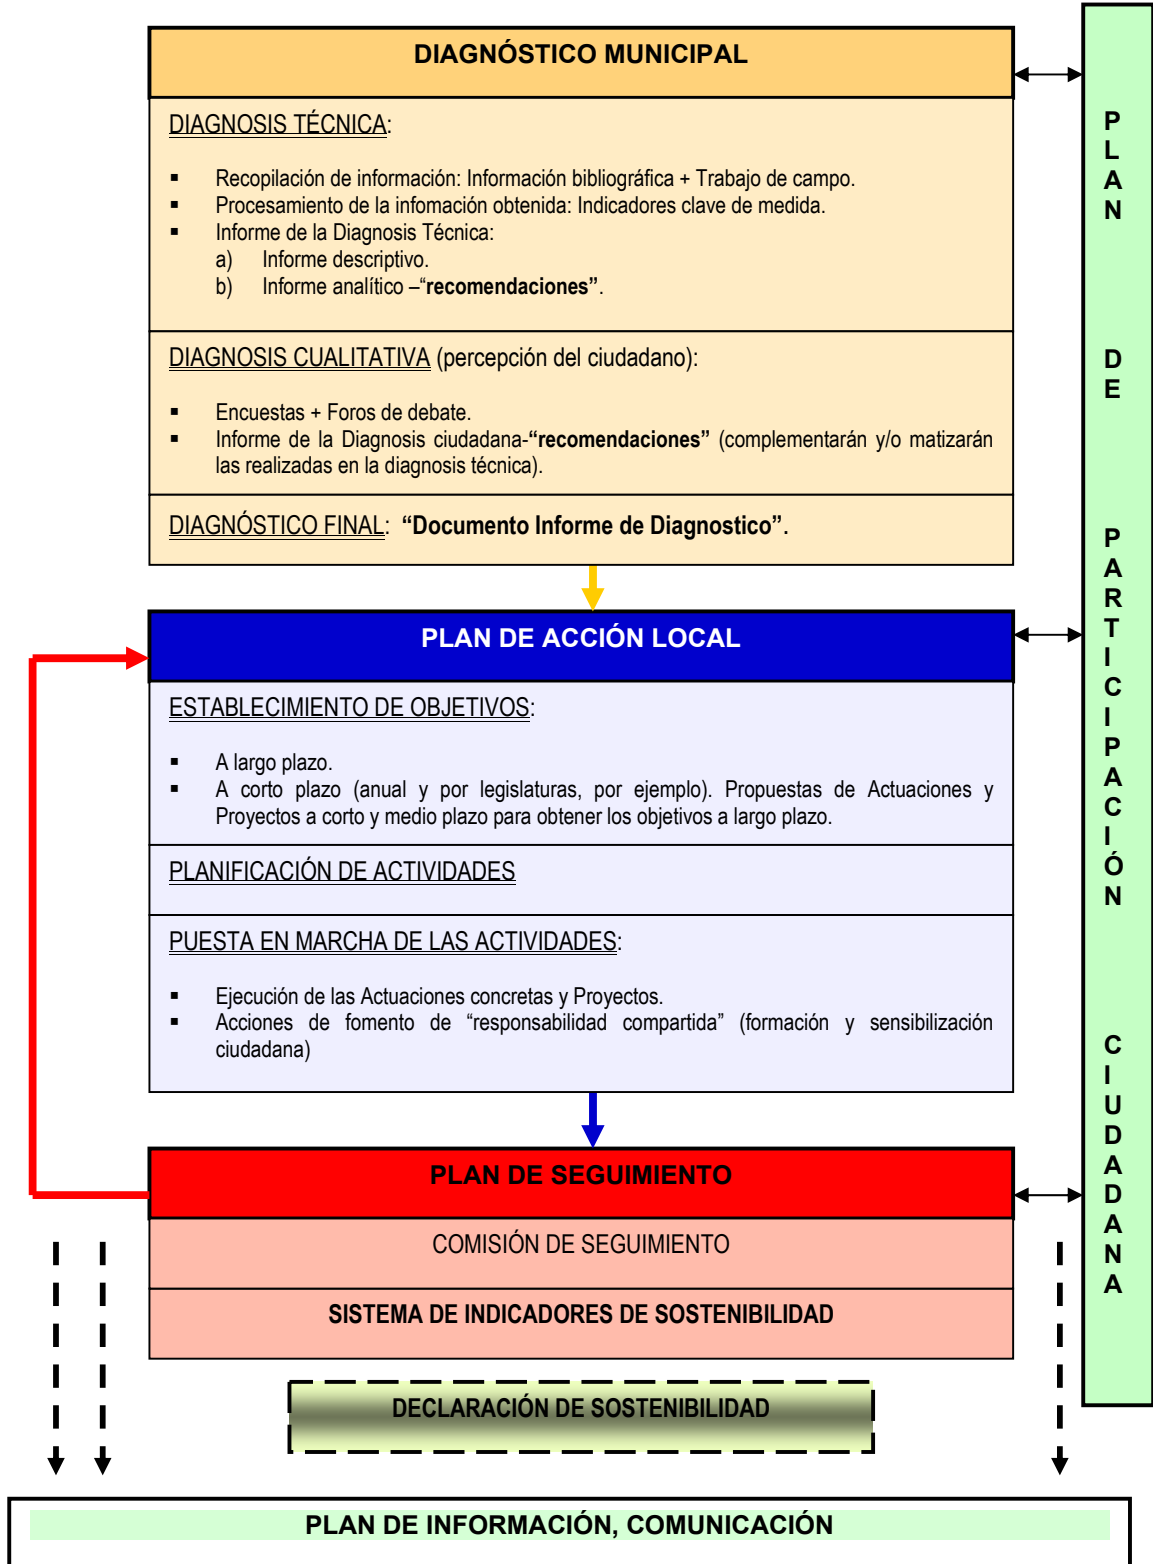 DIAGNÓSTICO MUNICIPAL
DIAGNOSIS TÉCNICA:
▪ Recopilación de información: Información bibliográfica + Trabajo de campo.
▪ Procesamiento de la infomación obtenida: Indicadores clave de medida.
▪ Informe de la Diagnosis Técnica:
a) Informe descriptivo.
b) Informe analítico –“recomendaciones”.
DIAGNOSIS CUALITATIVA (percepción del ciudadano):
▪ Encuestas + Foros de debate.
▪ Informe de la Diagnosis ciudadana-“recomendaciones” (complementarán y/o matizarán
las realizadas en la diagnosis técnica).
DIAGNÓSTICO FINAL: “Documento Informe de Diagnostico”.
PLAN DE ACCIÓN LOCAL
ESTABLECIMIENTO DE OBJETIVOS:
▪ A largo plazo.
▪ A corto plazo (anual y por legislaturas, por ejemplo). Propuestas de Actuaciones y
Proyectos a corto y medio plazo para obtener los objetivos a largo plazo.
PLANIFICACIÓN DE ACTIVIDADES
PUESTA EN MARCHA DE LAS ACTIVIDADES:
▪ Ejecución de las Actuaciones concretas y Proyectos.
▪ Acciones de fomento de “responsabilidad compartida” (formación y sensibilización
ciudadana)
PLAN DE SEGUIMIENTO
COMISIÓN DE SEGUIMIENTO
SISTEMA DE INDICADORES DE SOSTENIBILIDAD
DECLARACIÓN DE SOSTENIBILIDAD
PLAN DE INFORMACIÓN, COMUNICACIÓN
PLAN DE PARTICIPACIÓN CIUDADANA